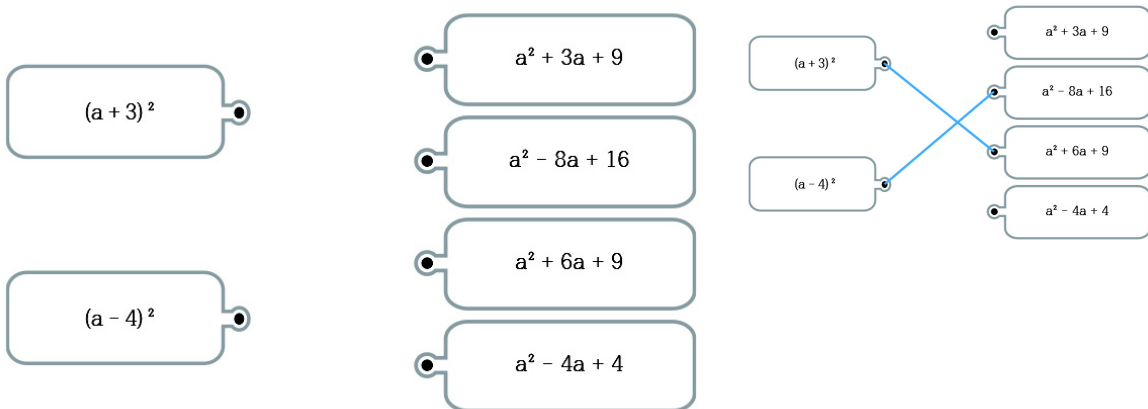 (a + 3)²
(a − 4)²
a² + 3a + 9
a² − 8a + 16
a² + 6a + 9
a² − 4a + 4
(a + 3)²
(a − 4)²
a² + 3a + 9
a² − 8a + 16
a² + 6a + 9
a² − 4a + 4